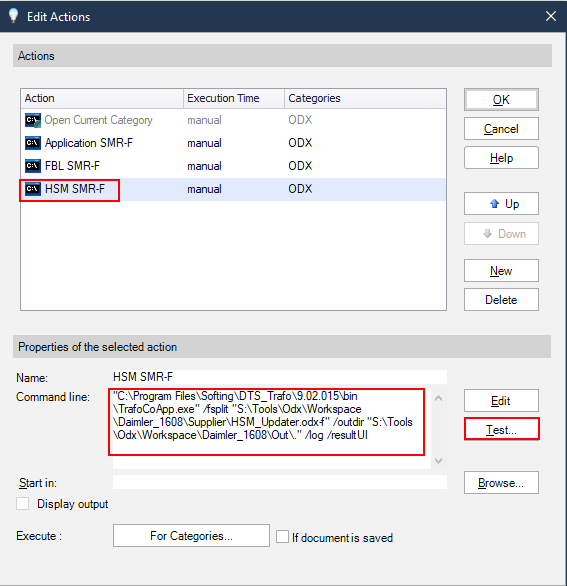 Edit Actions
Actions
Action Execution Time Categories
Open Current Category manual ODX
Application SMR-F manual ODX
FBL SMR-F manual ODX
HSM SMR-F manual ODX
OK
Cancel
Help
Up
Down
New
Delete
Properties of the selected action
Name: HSM SMR-F
Command line:
"C:\Program Files\Softing\DTS_Trafo\9.02.015\bin
\TrafoCoApp.exe" /fsplit "S:\Tools\Odx\Workspace
\Daimler_1608\Supplier\HSM_Updater.odx-f" /outdir "S:\Tools
\Odx\Workspace\Daimler_1608\Out\." /log /resultUI
Edit
Test...
Start in:
Browse...
Display output
Execute : For Categories... If document is saved